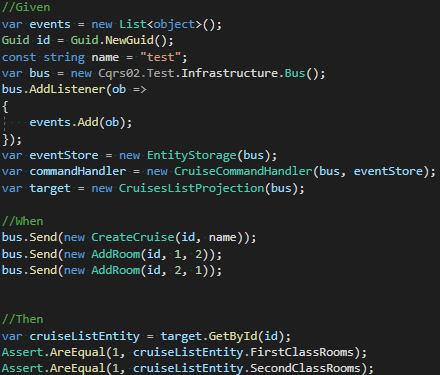 //Given
var events = new List<object>();
Guid id = Guid.NewGuid();
const string name = "test";
var bus = new Cqrs02.Test.Infrastructure.Bus();
bus.AddListener(ob =>
{
    events.Add(ob);
});
var eventStore = new EntityStorage(bus);
var commandHandler = new CruiseCommandHandler(bus, eventStore);
var target = new CruisesListProjection(bus);

//When
bus.Send(new CreateCruise(id, name));
bus.Send(new AddRoom(id, 1, 2));
bus.Send(new AddRoom(id, 2, 1));


//Then
var cruiseListEntity = target.GetById(id);
Assert.AreEqual(1, cruiseListEntity.FirstClassRooms);
Assert.AreEqual(1, cruiseListEntity.SecondClassRooms);